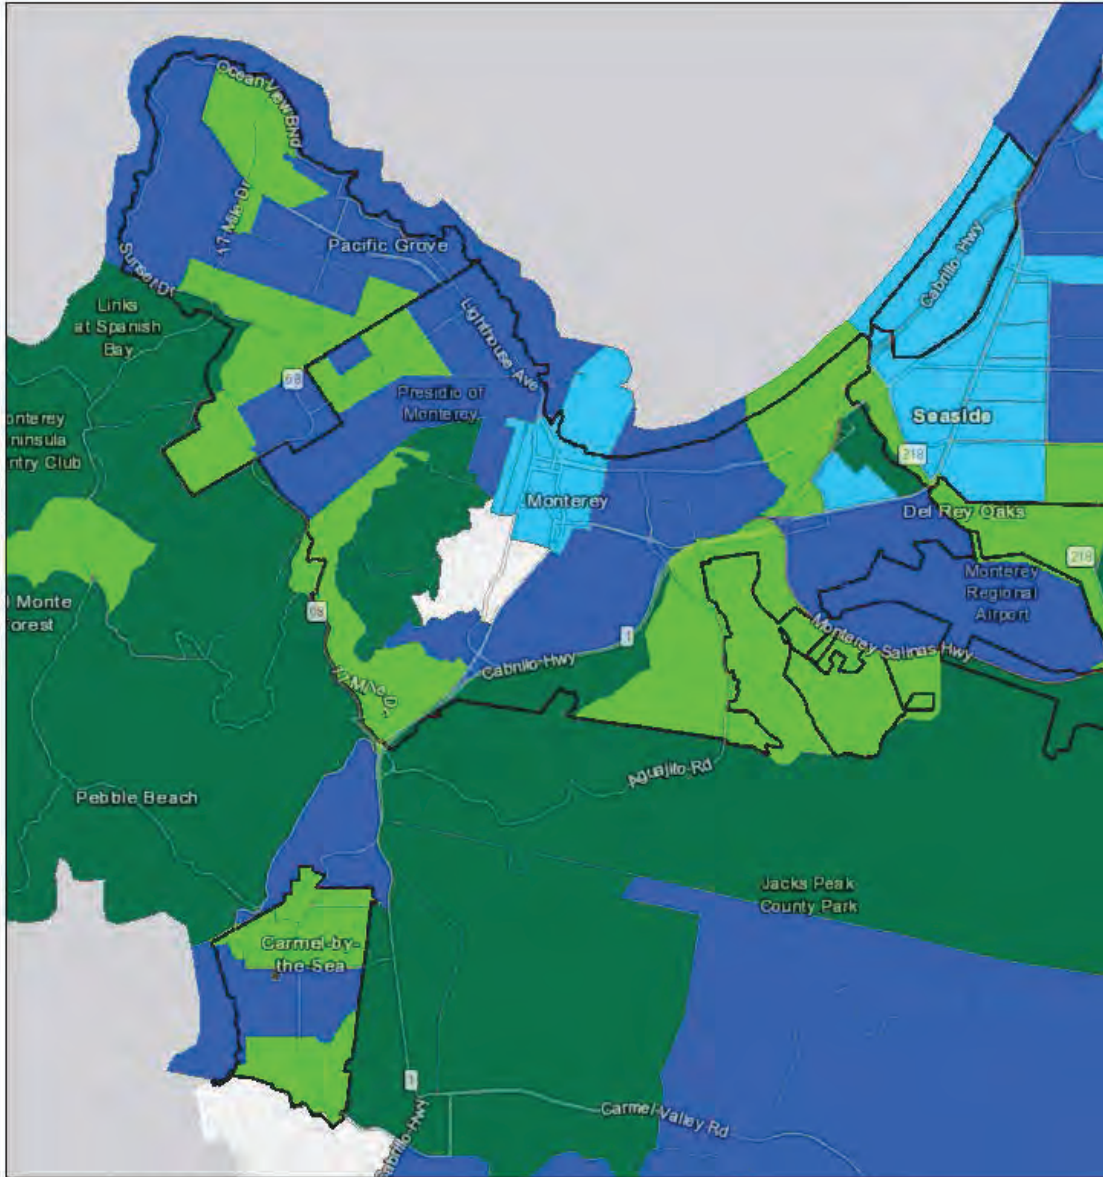 Ocean View Blvd
17 Mile Dr
Pacific Grove
Cabrillo Hwy
Sunset Dr
Links
at Spanish
Bay
Lighthouse Ave
68
Presidio of
Monterey
Seaside
onterey
ninsula
ntry Club
218
Monterey
Del Rey Oaks
218
Monterey
Regional
Airport
l Monte
orest
68
1
Monterey Salinas Hwy
Cabrillo Hwy
17 Mile Dr
Aguajito Rd
Pebble Beach
Jacks Peak
County Park
Carmel-by-
the-Sea
1
Carmel Valley Rd
Cabrillo Hwy